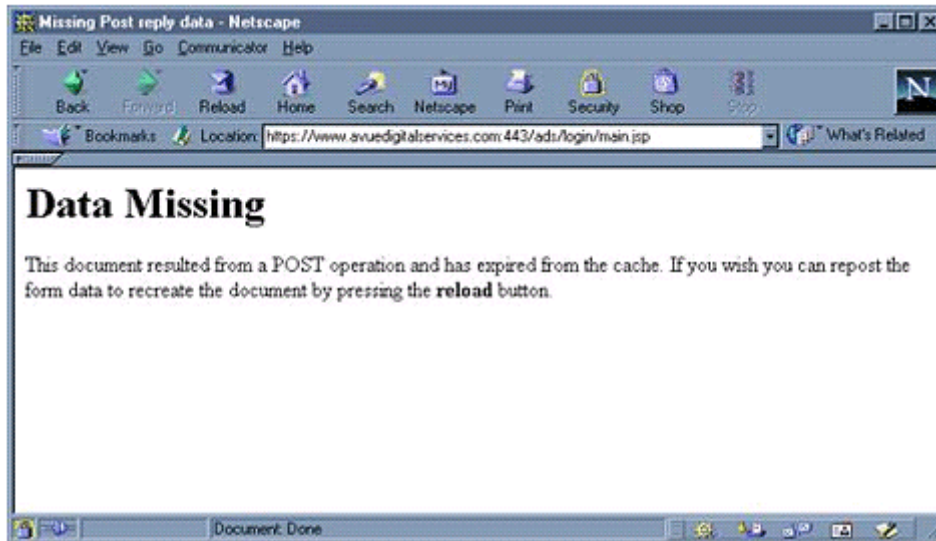 Missing Post reply data - Netscape
File Edit View Go Communicator Help
Back Forward Reload Home Search Netscape Print Security Shop Stop
N
Bookmarks Location: https://www.avuedigitalservices.com:443/ads/login/main.jsp What's Related
Data Missing
This document resulted from a POST operation and has expired from the cache. If you wish you can repost the
form data to recreate the document by pressing the reload button.
Document: Done